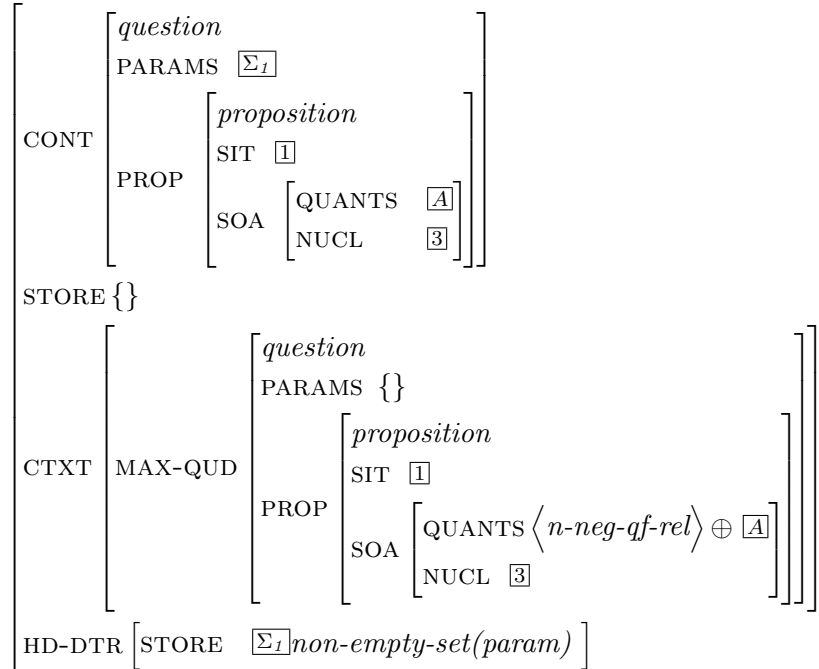 question
PARAMS Σ1
proposition
CONT
SIT 1
PROP
QUANTS A
SOA
NUCL 3
STORE {}
question
PARAMS {}
proposition
CTXT MAX-QUD
SIT 1
PROP
QUANTS ⟨n-neg-qf-rel⟩ ⊕ A
SOA
NUCL 3
HD-DTR [STORE Σ1 non-empty-set(param) ]